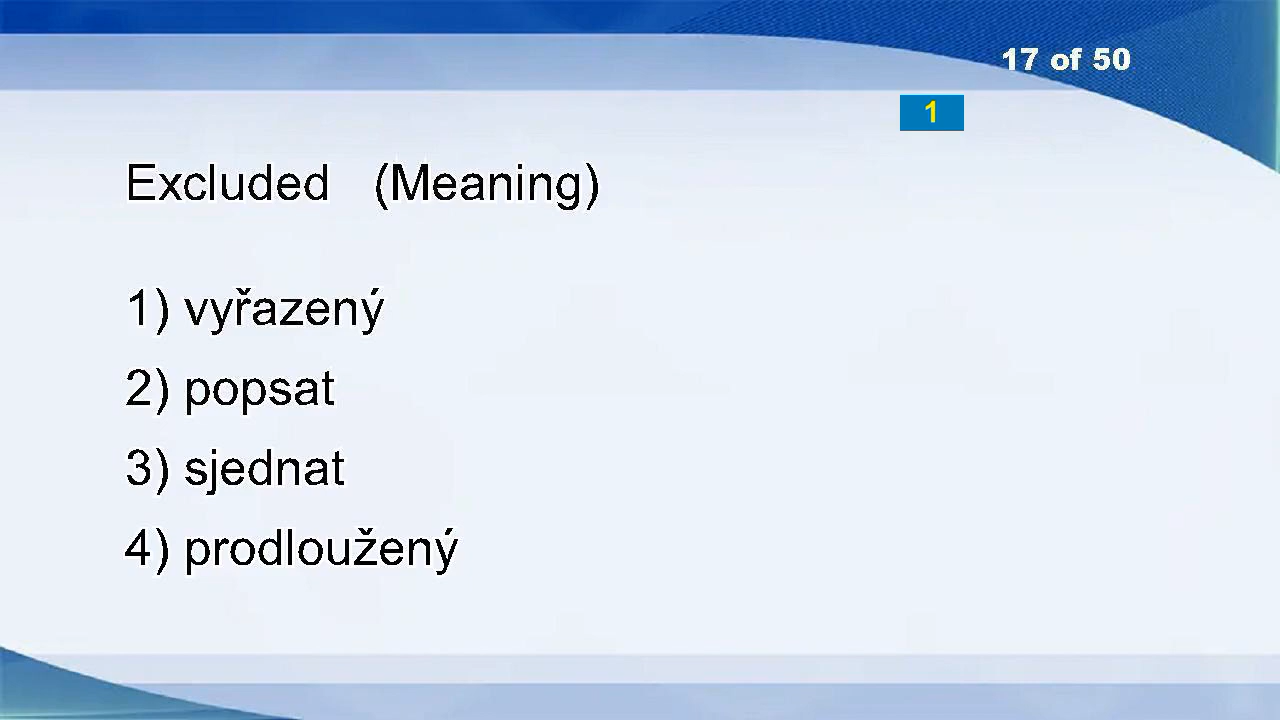 17 of 50
1
Excluded (Meaning)
1) vyřazený
2) popsat
3) sjednat
4) prodloužený